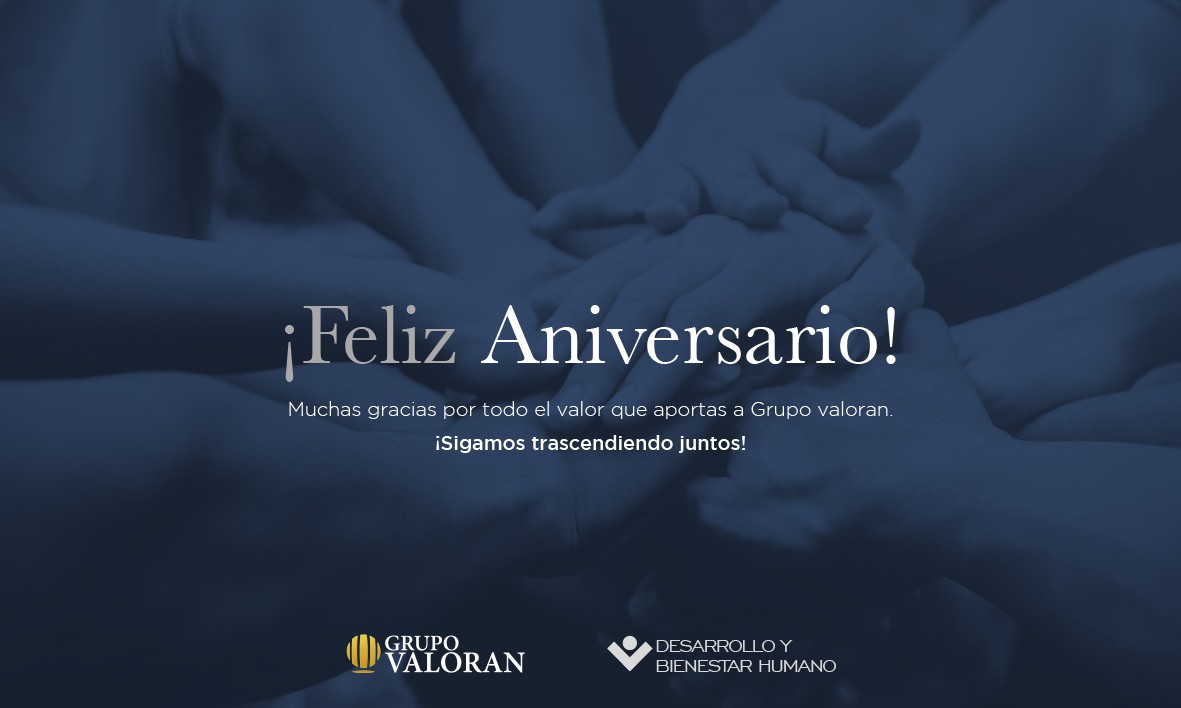 ¡Feliz Aniversario!
Muchas gracias por todo el valor que aportas a Grupo valoran.
¡Sigamos trascendiendo juntos!
GRUPO
VALORAN
DESARROLLO Y
BIENESTAR HUMANO